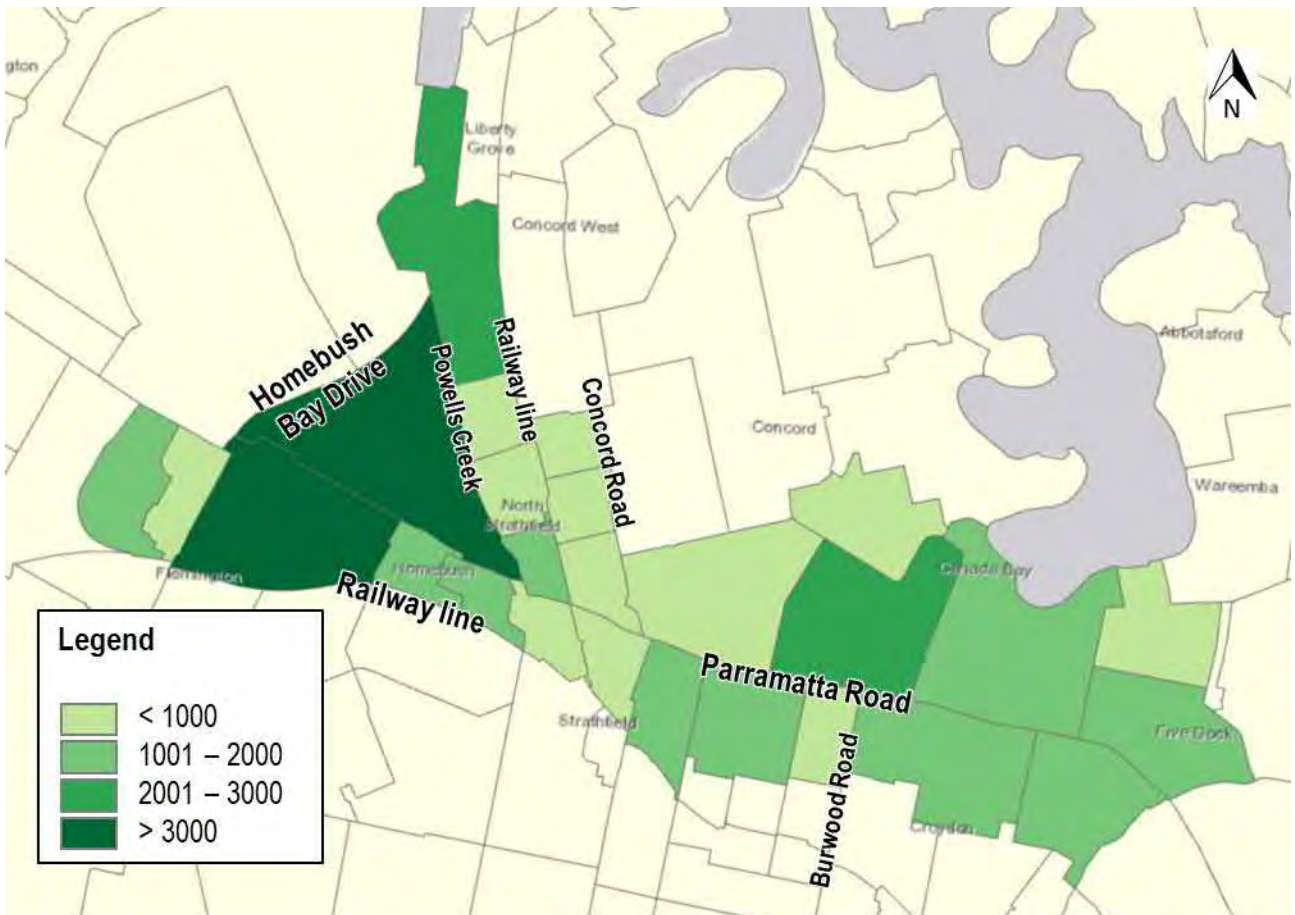 gton
N
Liberty
Grove
Concord West
Homebush
Bay Drive
Railway line
Powells Creek
Concord Road
Abbotsford
Concord
Wareemba
North
Strathfield
Flemington
Homebush
Canada Bay
Railway line
Parramatta Road
Strathfield
Five Dock
Burwood Road
Croydon
Legend
< 1000
1001 – 2000
2001 – 3000
> 3000